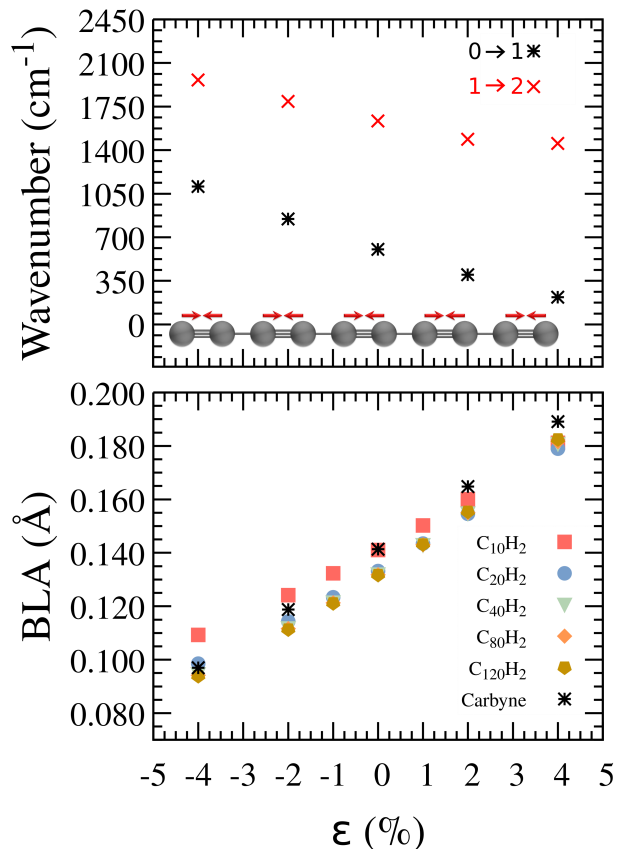 2450
2100
1750
1400
1050
700
350
0
Wavenumber (cm⁻¹)
0→1
1→2
0.200
0.180
0.160
0.140
0.120
0.100
0.080
BLA (Å)
C₁₀H₂
C₂₀H₂
C₄₀H₂
C₈₀H₂
C₁₂₀H₂
Carbyne
-5 -4 -3 -2 -1 0 1 2 3 4 5
ε (%)